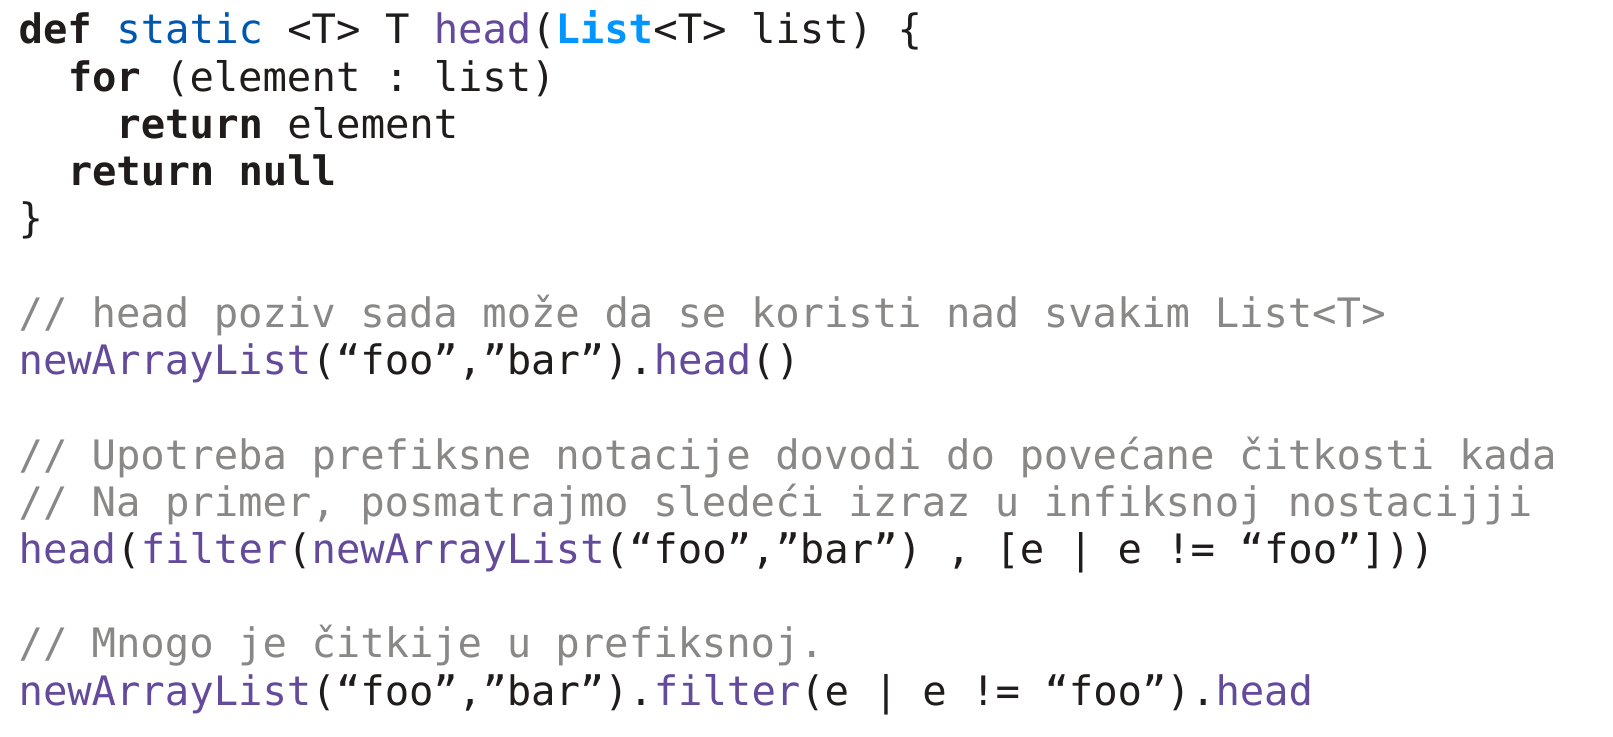 def static <T> T head(List<T> list) {
  for (element : list)
    return element
  return null
}

// head poziv sada može da se koristi nad svakim List<T>
newArrayList(“foo”,”bar”).head()

// Upotreba prefiksne notacije dovodi do povećane čitkosti kada
// Na primer, posmatrajmo sledeći izraz u infiksnoj nostacijji
head(filter(newArrayList(“foo”,”bar”) , [e | e != “foo”]))

// Mnogo je čitkije u prefiksnoj.
newArrayList(“foo”,”bar”).filter(e | e != “foo”).head